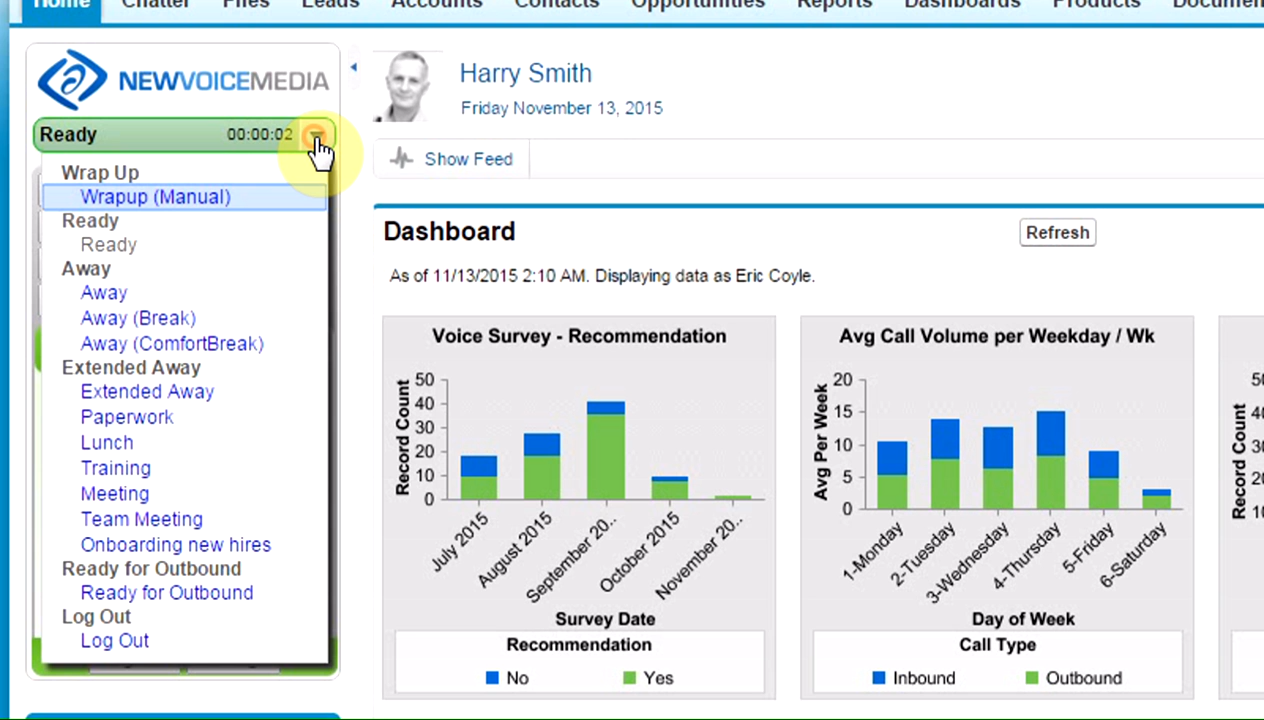 Home Chatter Files Leads Accounts Contacts Opportunities Reports Dashboards Products
NEWVOICEMEDIA
Ready 00:00:02
Wrap Up
Wrapup (Manual)
Ready
Ready
Away
Away
Away (Break)
Away (ComfortBreak)
Extended Away
Extended Away
Paperwork
Lunch
Training
Meeting
Team Meeting
Onboarding new hires
Ready for Outbound
Ready for Outbound
Log Out
Log Out
Harry Smith
Friday November 13, 2015
Show Feed
Dashboard
Refresh
As of 11/13/2015 2:10 AM. Displaying data as Eric Coyle.
Voice Survey - Recommendation
Record Count
50
40
30
20
10
0
July 2015
August 2015
September 20..
October 2015
November 20..
Survey Date
Recommendation
No
Yes
Avg Call Volume per Weekday / Wk
Avg Per Week
20
15
10
5
0
1-Monday
2-Tuesday
3-Wednesday
4-Thursday
5-Friday
6-Saturday
Day of Week
Call Type
Inbound
Outbound
Record Count